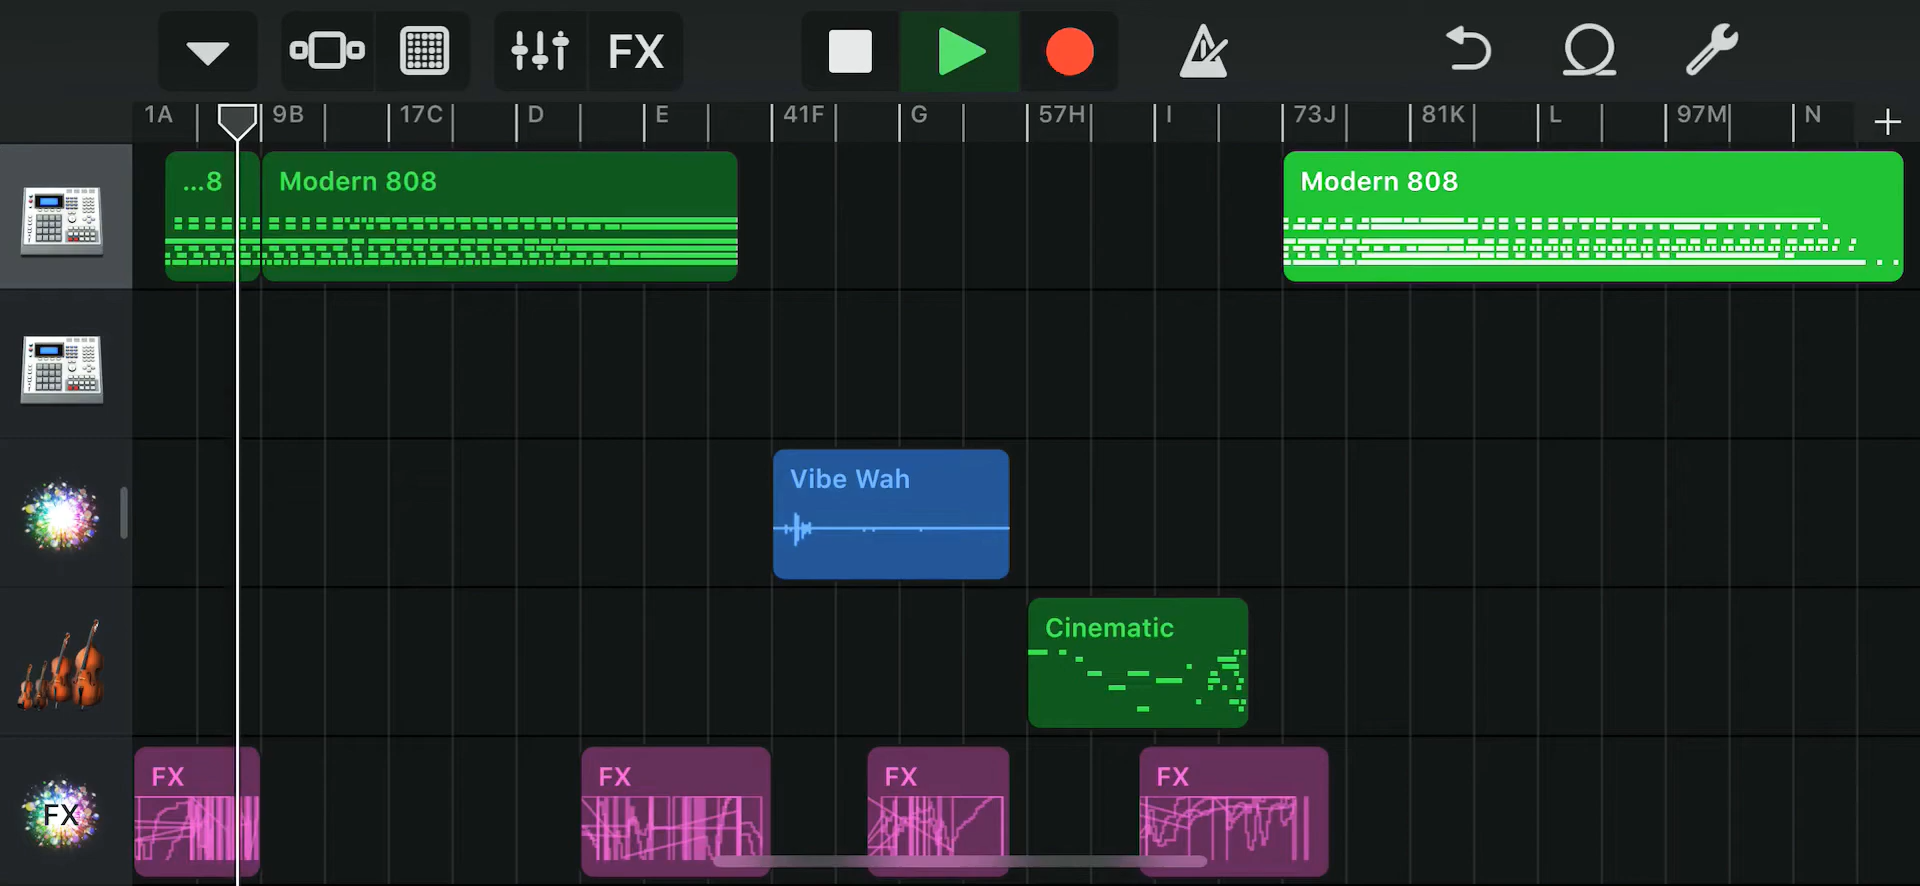 FX
1A 9B 17C D E 41F G 57H I 73J 81K L 97M N
...8 Modern 808 Modern 808
Vibe Wah
Cinematic
FX FX FX FX
FX